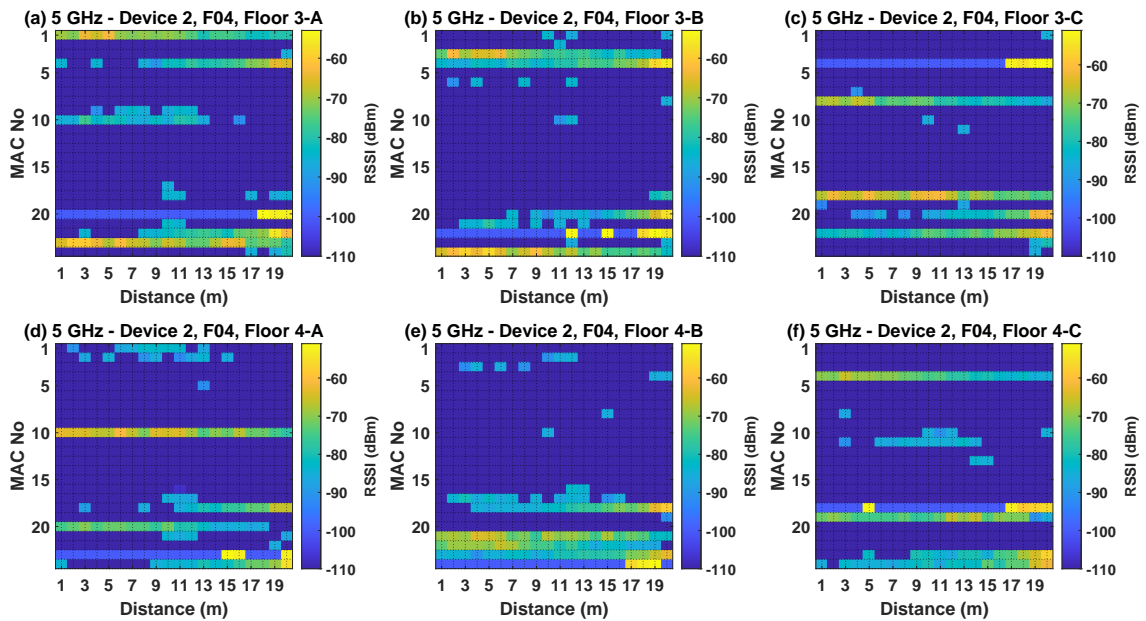 (a) 5 GHz - Device 2, F04, Floor 3-A
1
5
10
15
20
MAC No
1 3 5 7 9 11 13 15 17 19
Distance (m)
-60
-70
-80
-90
-100
-110
RSSI (dBm)
(b) 5 GHz - Device 2, F04, Floor 3-B
1
5
10
15
20
MAC No
1 3 5 7 9 11 13 15 17 19
Distance (m)
-60
-70
-80
-90
-100
-110
RSSI (dBm)
(c) 5 GHz - Device 2, F04, Floor 3-C
1
5
10
15
20
MAC No
1 3 5 7 9 11 13 15 17 19
Distance (m)
-60
-70
-80
-90
-100
-110
RSSI (dBm)
(d) 5 GHz - Device 2, F04, Floor 4-A
1
5
10
15
20
MAC No
1 3 5 7 9 11 13 15 17 19
Distance (m)
-60
-70
-80
-90
-100
-110
RSSI (dBm)
(e) 5 GHz - Device 2, F04, Floor 4-B
1
5
10
15
20
MAC No
1 3 5 7 9 11 13 15 17 19
Distance (m)
-60
-70
-80
-90
-100
-110
RSSI (dBm)
(f) 5 GHz - Device 2, F04, Floor 4-C
1
5
10
15
20
MAC No
1 3 5 7 9 11 13 15 17 19
Distance (m)
-60
-70
-80
-90
-100
-110
RSSI (dBm)